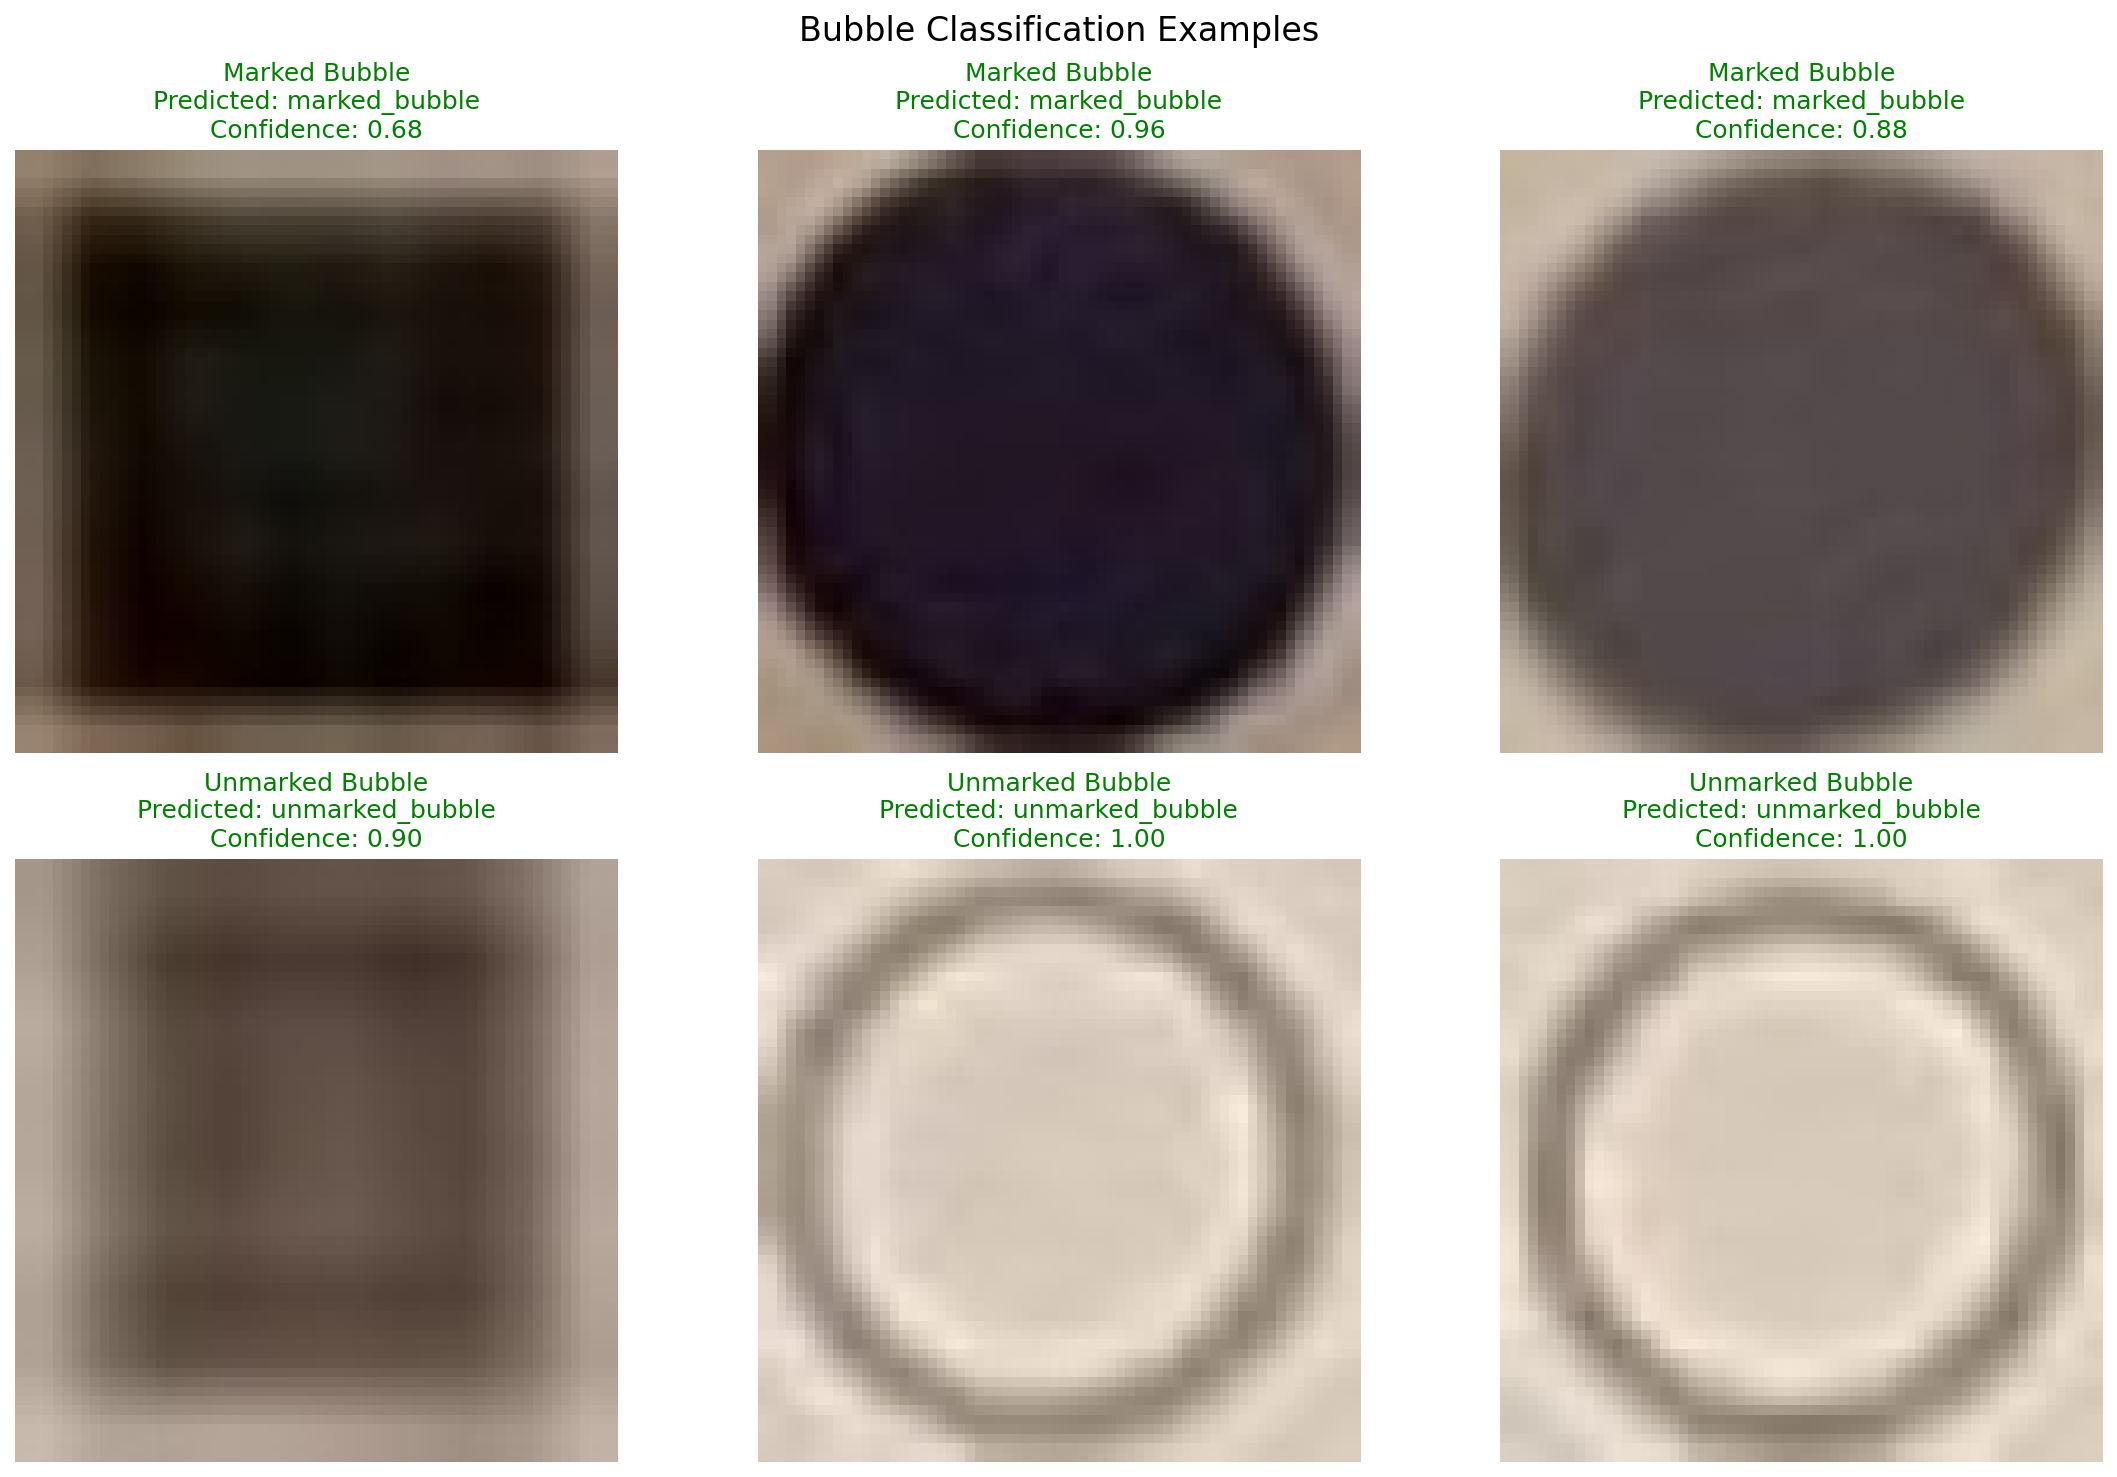 Bubble Classification Examples
Marked Bubble
Predicted: marked_bubble
Confidence: 0.68
Marked Bubble
Predicted: marked_bubble
Confidence: 0.96
Marked Bubble
Predicted: marked_bubble
Confidence: 0.88
Unmarked Bubble
Predicted: unmarked_bubble
Confidence: 0.90
Unmarked Bubble
Predicted: unmarked_bubble
Confidence: 1.00
Unmarked Bubble
Predicted: unmarked_bubble
Confidence: 1.00